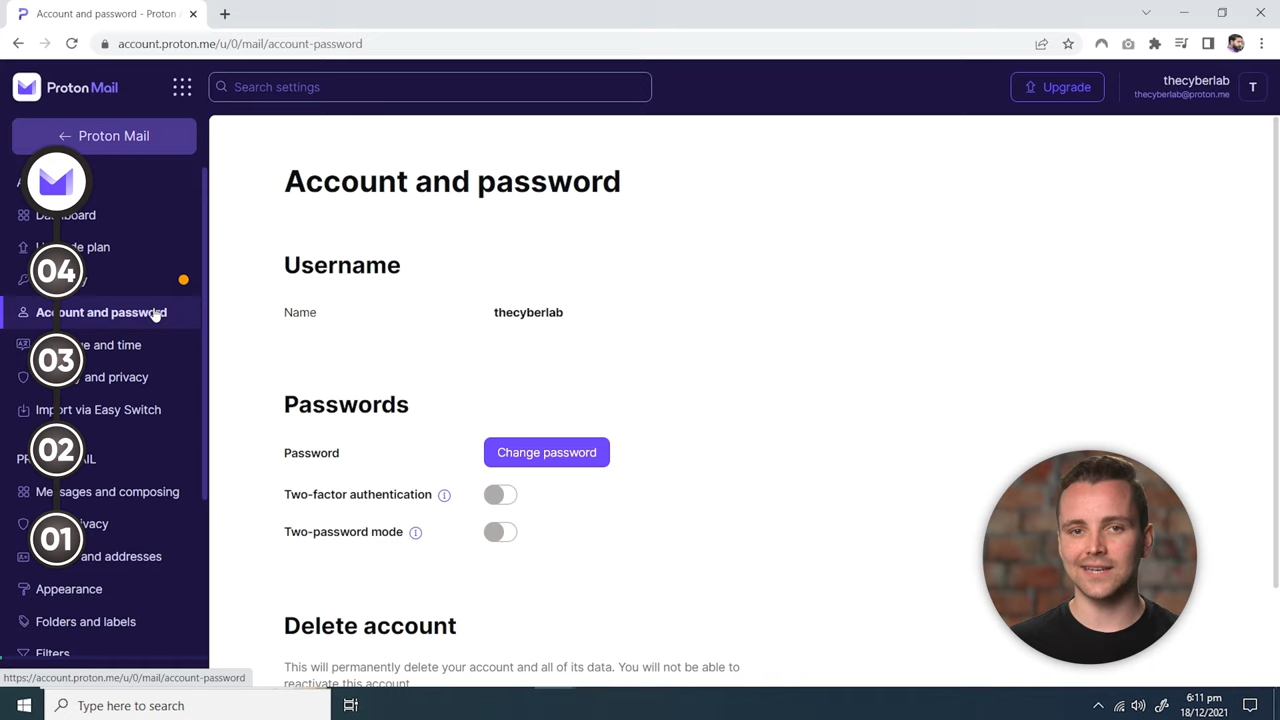 Account and password - Proton
account.proton.me/u/0/mail/account-password
Proton Mail
Search settings
Upgrade
thecyberlab
thecyberlab@proton.me
T
← Proton Mail
Dashboard
plan
04
Account and password
and time
03
and privacy
Import via Easy Switch
02
Messages and composing
01
and addresses
Appearance
Folders and labels
Filters
https://account.proton.me/u/0/mail/account-password
Account and password
Username
Name thecyberlab
Passwords
Password Change password
Two-factor authentication
Two-password mode
Delete account
This will permanently delete your account and all of its data. You will not be able to
reactivate this account.
Type here to search
6:11 pm
18/12/2021